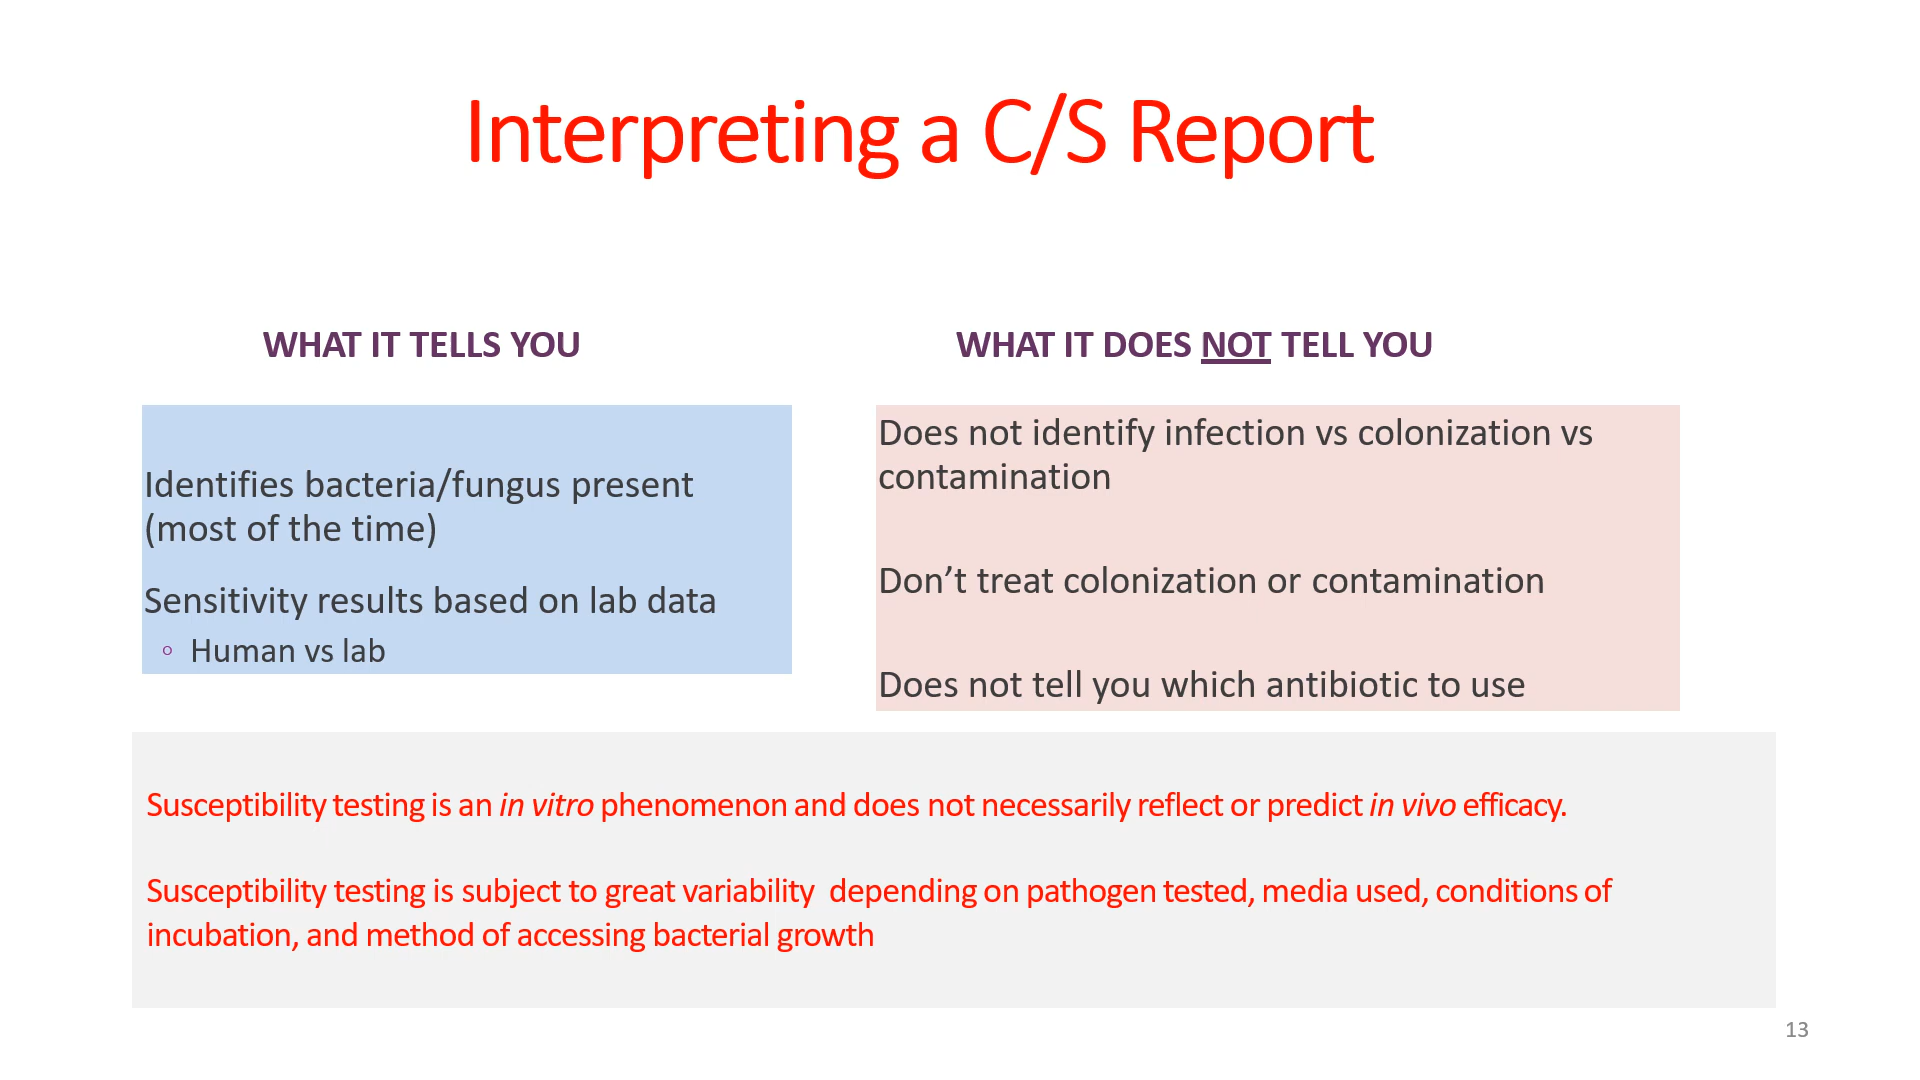 Interpreting a C/S Report
WHAT IT TELLS YOU
Identifies bacteria/fungus present
(most of the time)
Sensitivity results based on lab data
◦ Human vs lab
WHAT IT DOES NOT TELL YOU
Does not identify infection vs colonization vs
contamination
Don’t treat colonization or contamination
Does not tell you which antibiotic to use
Susceptibility testing is an in vitro phenomenon and does not necessarily reflect or predict in vivo efficacy.
Susceptibility testing is subject to great variability  depending on pathogen tested, media used, conditions of
incubation, and method of accessing bacterial growth
13